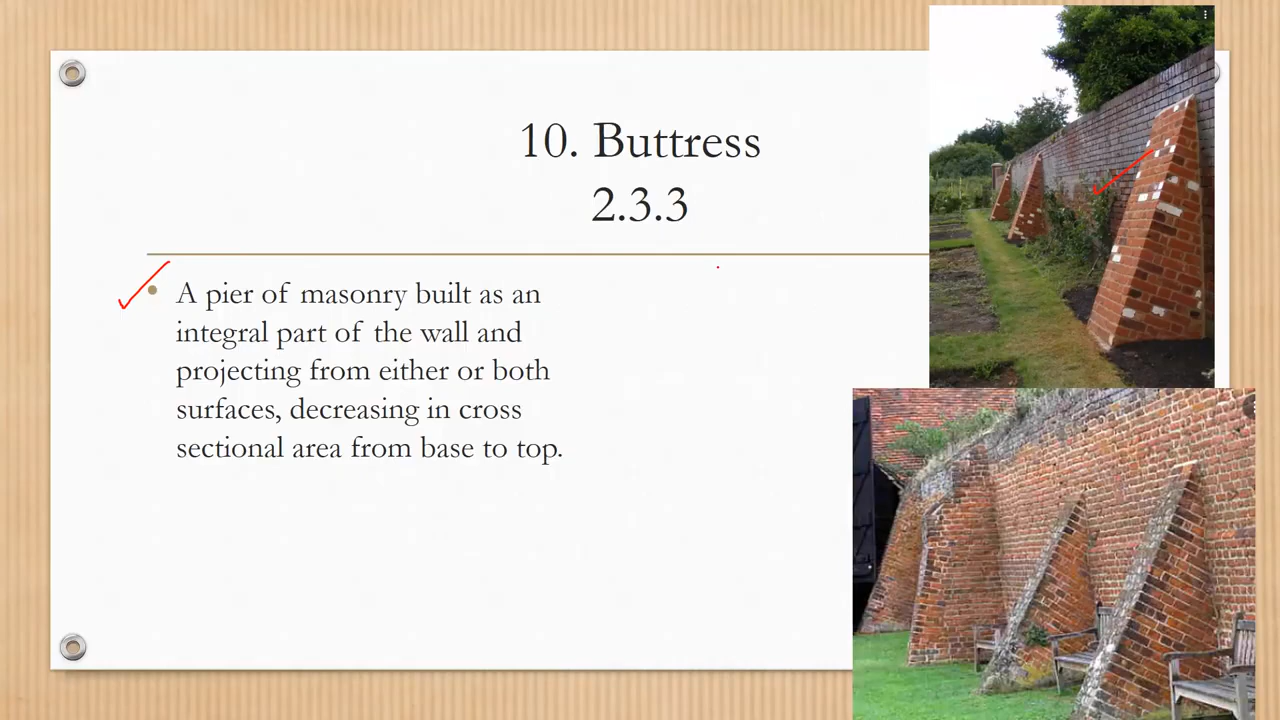 10. Buttress
2.3.3
• A pier of masonry built as an
integral part of the wall and
projecting from either or both
surfaces, decreasing in cross
sectional area from base to top.